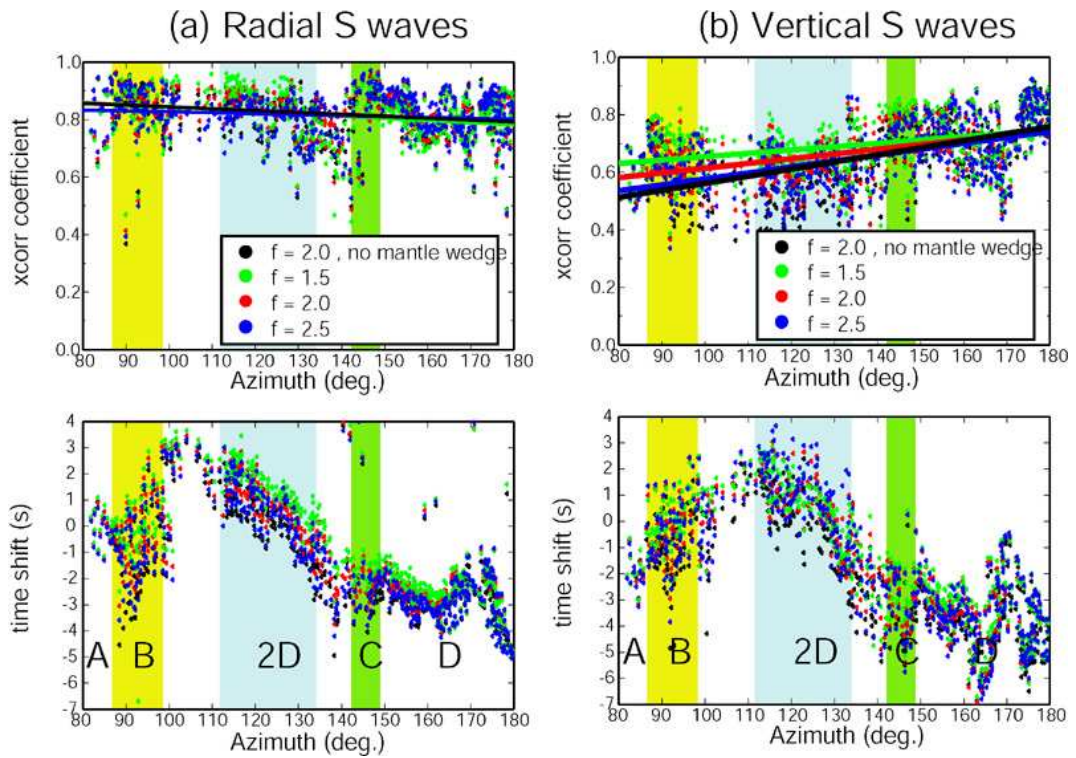 (a) Radial S waves
(b) Vertical S waves
xcorr coefficient
1.0
0.8
0.6
0.4
0.2
0.0
f = 2.0 , no mantle wedge
f = 1.5
f = 2.0
f = 2.5
80 90 100 110 120 130 140 150 160 170 180
Azimuth (deg.)
xcorr coefficient
1.0
0.8
0.6
0.4
0.2
0.0
f = 2.0 , no mantle wedge
f = 1.5
f = 2.0
f = 2.5
80 90 100 110 120 130 140 150 160 170 180
Azimuth (deg.)
time shift (s)
4
3
2
1
0
-1
-2
-3
-4
-5
-6
-7
A B 2D C D
80 90 100 110 120 130 140 150 160 170 180
Azimuth (deg.)
time shift (s)
4
3
2
1
0
-1
-2
-3
-4
-5
-6
-7
A B 2D C D
80 90 100 110 120 130 140 150 160 170 180
Azimuth (deg.)